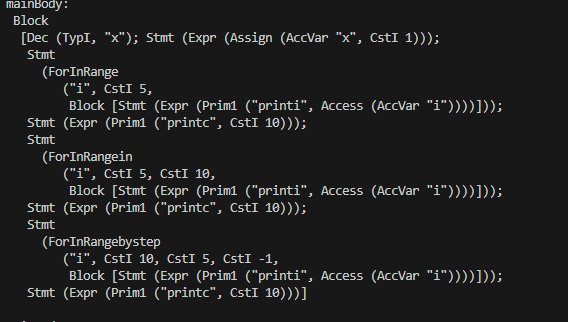 mainBody:
 Block
  [Dec (TypI, "x"); Stmt (Expr (Assign (AccVar "x", CstI 1)));
   Stmt
     (ForInRange
        ("i", CstI 5,
         Block [Stmt (Expr (Prim1 ("printi", Access (AccVar "i"))))]));
   Stmt (Expr (Prim1 ("printc", CstI 10)));
   Stmt
     (ForInRangein
        ("i", CstI 5, CstI 10,
         Block [Stmt (Expr (Prim1 ("printi", Access (AccVar "i"))))]));
   Stmt (Expr (Prim1 ("printc", CstI 10)));
   Stmt
     (ForInRangebystep
        ("i", CstI 10, CstI 5, CstI -1,
         Block [Stmt (Expr (Prim1 ("printi", Access (AccVar "i"))))]));
   Stmt (Expr (Prim1 ("printc", CstI 10)))]